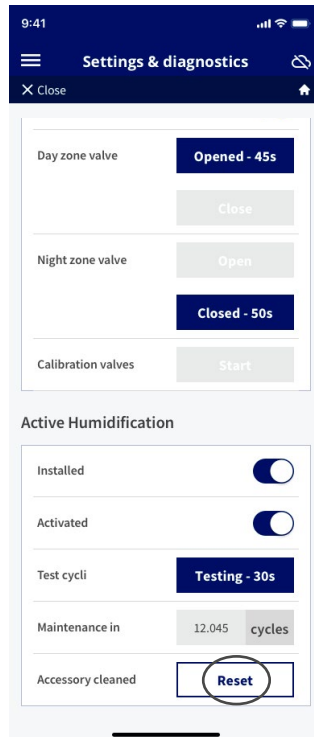 9:41
Settings & diagnostics
Close
Day zone valve
Opened - 45s
Close
Night zone valve
Open
Closed - 50s
Calibration valves
Start
Active Humidification
Installed
Activated
Test cycli
Testing - 30s
Maintenance in
12.045 cycles
Accessory cleaned
Reset